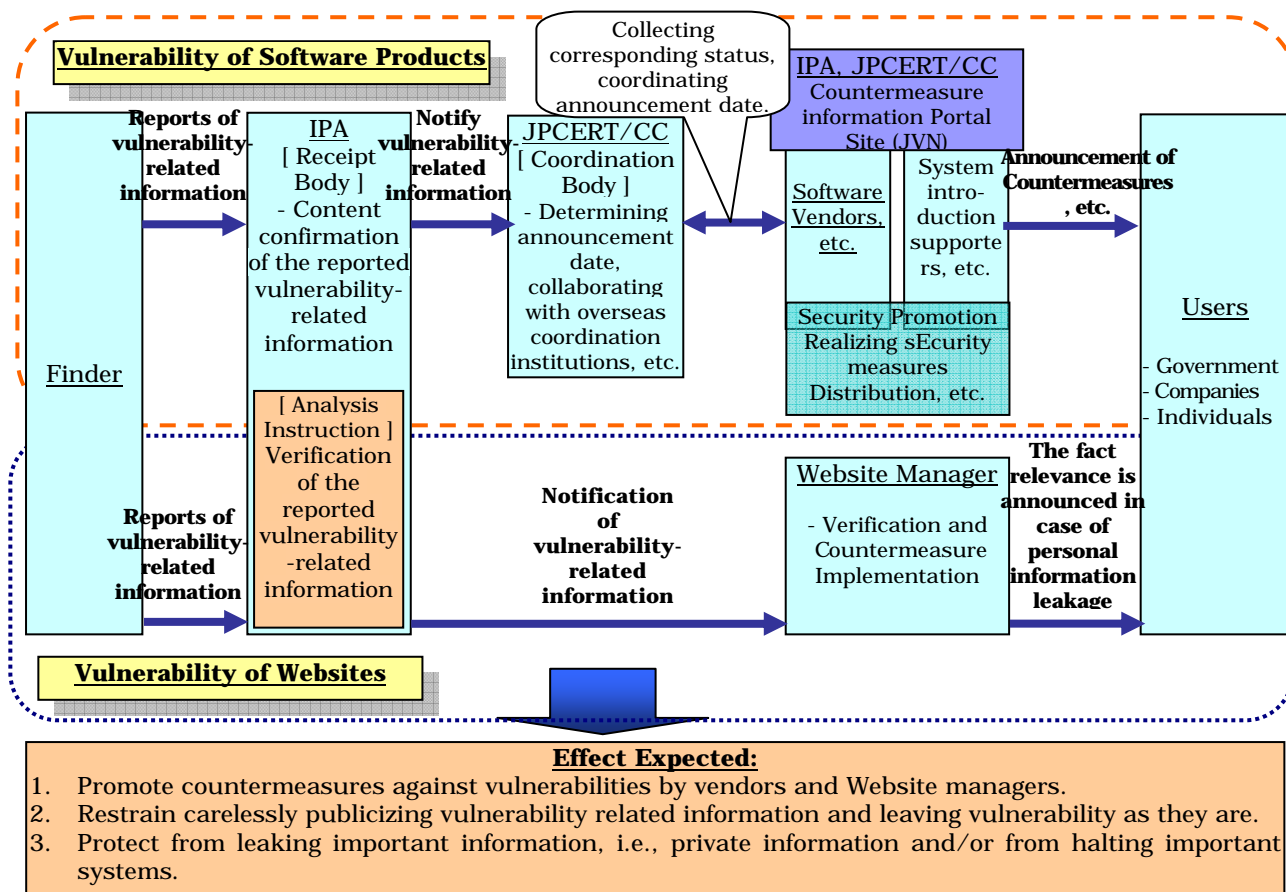 Vulnerability of Software Products
Collecting
corresponding status,
coordinating
announcement date.
IPA, JPCERT/CC
Countermeasure
information Portal
Site (JVN)
Finder
Reports of
vulnerability-
related
information
IPA
[ Receipt
Body ]
- Content
confirmation
of the reported
vulnerability-
related
information
Notify
vulnerability-
related
information
JPCERT/CC
[ Coordination
Body ]
- Determining
announcement
date,
collaborating
with overseas
coordination
institutions, etc.
Software
Vendors,
etc.
System
intro-
duction
supporte
rs, etc.
Security Promotion
Realizing sEcurity
measures
Distribution, etc.
Announcement of
Countermeasures
, etc.
Users
- Government
- Companies
- Individuals
Reports of
vulnerability-
related
information
[ Analysis
Instruction ]
Verification
of the
reported
vulnerability
-related
information
Notification
of
vulnerability-
related
information
Website Manager
- Verification and
Countermeasure
Implementation
The fact
relevance is
announced in
case of
personal
information
leakage
Vulnerability of Websites
Effect Expected:
1. Promote countermeasures against vulnerabilities by vendors and Website managers.
2. Restrain carelessly publicizing vulnerability related information and leaving vulnerability as they are.
3. Protect from leaking important information, i.e., private information and/or from halting important
systems.